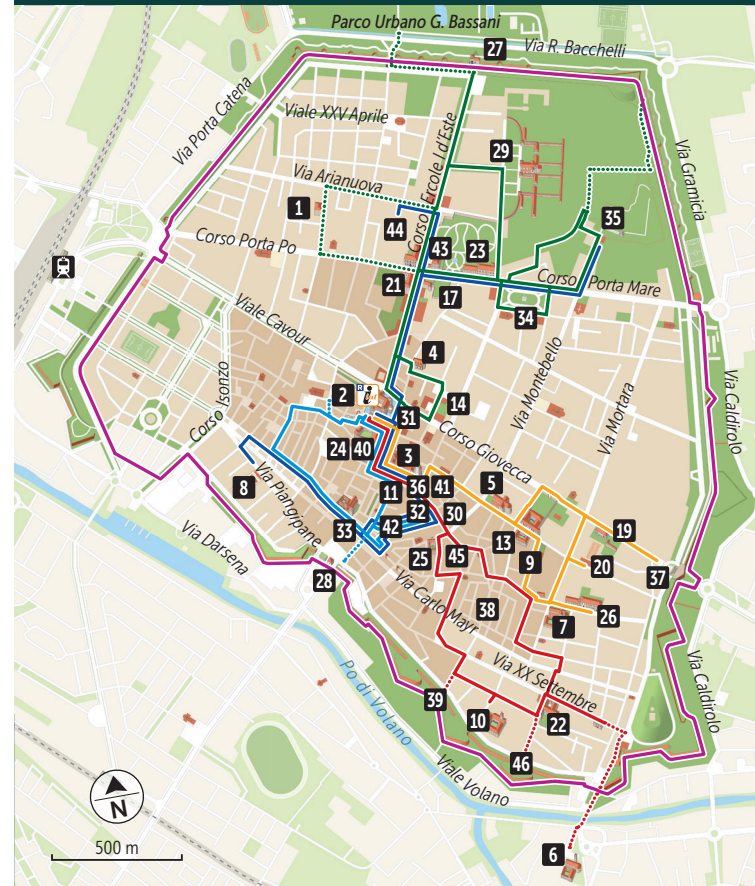 Parco Urbano G. Bassani
27
Via R. Bacchelli
Via Porta Catena
Viale XXV Aprile
Corso Ercole I d'Este
29
Via Gramicia
Via Arianuova
1
44
35
43
23
Corso Porta Po
21
17
Corso Porta Mare
34
Viale Cavour
4
Via Montebello
Via Mortara
Via Caldirolo
2
R
i
14
31
Corso Giovecca
Corso Isonzo
24
40
3
8
Via Piangipane
11
36
41
5
32
30
19
33
42
13
Via Darsena
25
45
9
20
28
37
Via Carlo Mayr
38
26
7
Via XX Settembre
Via Caldirolo
39
10
22
Po di Volano
46
Viale Volano
N
500 m
6